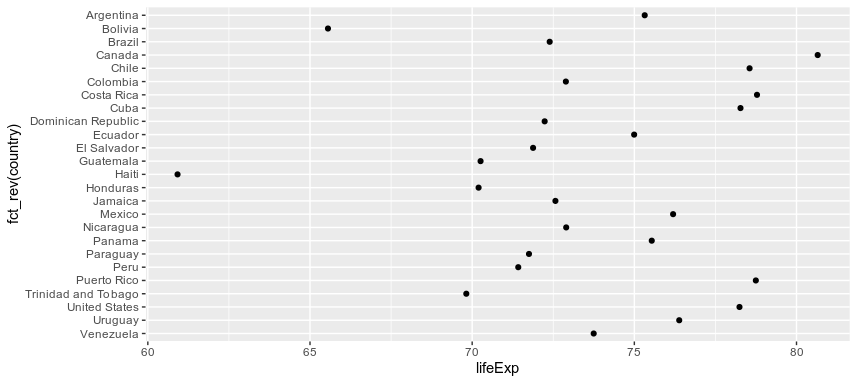 fct_rev(country)
Argentina
Bolivia
Brazil
Canada
Chile
Colombia
Costa Rica
Cuba
Dominican Republic
Ecuador
El Salvador
Guatemala
Haiti
Honduras
Jamaica
Mexico
Nicaragua
Panama
Paraguay
Peru
Puerto Rico
Trinidad and Tobago
United States
Uruguay
Venezuela
60 65 70 75 80
lifeExp